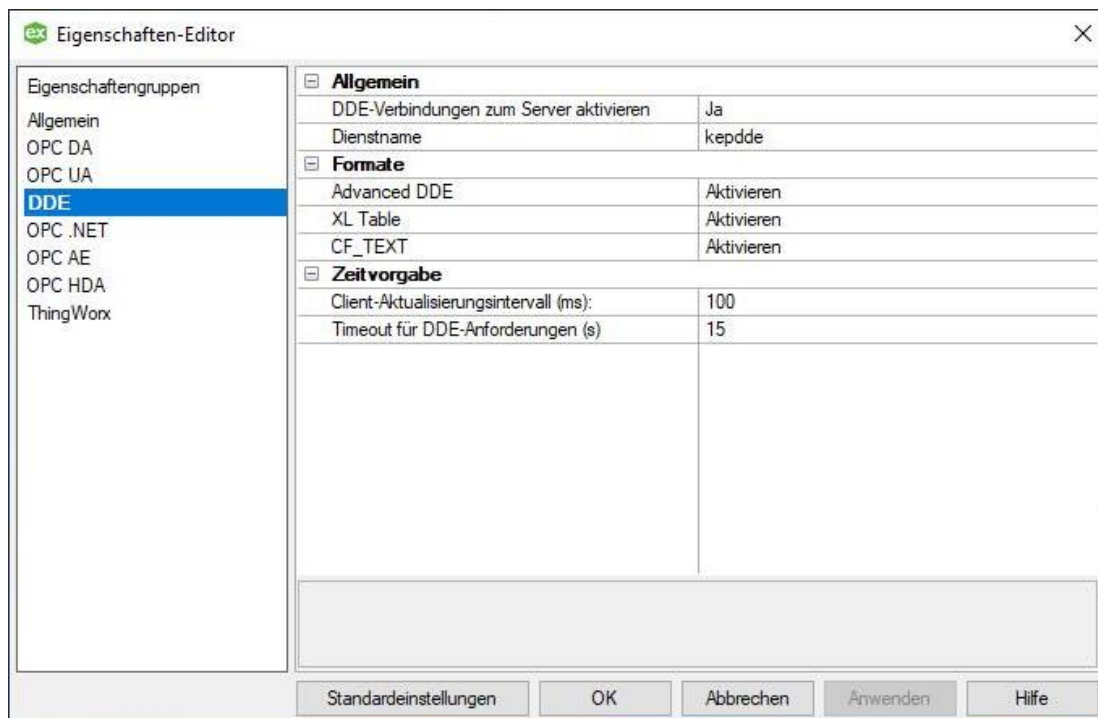 ex Eigenschaften-Editor
Eigenschaftengruppen
Allgemein
OPC DA
OPC UA
DDE
OPC .NET
OPC AE
OPC HDA
ThingWorx
Allgemein
DDE-Verbindungen zum Server aktivieren Ja
Dienstname kepdde
Formate
Advanced DDE Aktivieren
XL Table Aktivieren
CF_TEXT Aktivieren
Zeitvorgabe
Client-Aktualisierungsintervall (ms): 100
Timeout für DDE-Anforderungen (s) 15
Standardeinstellungen OK Abbrechen Anwenden Hilfe